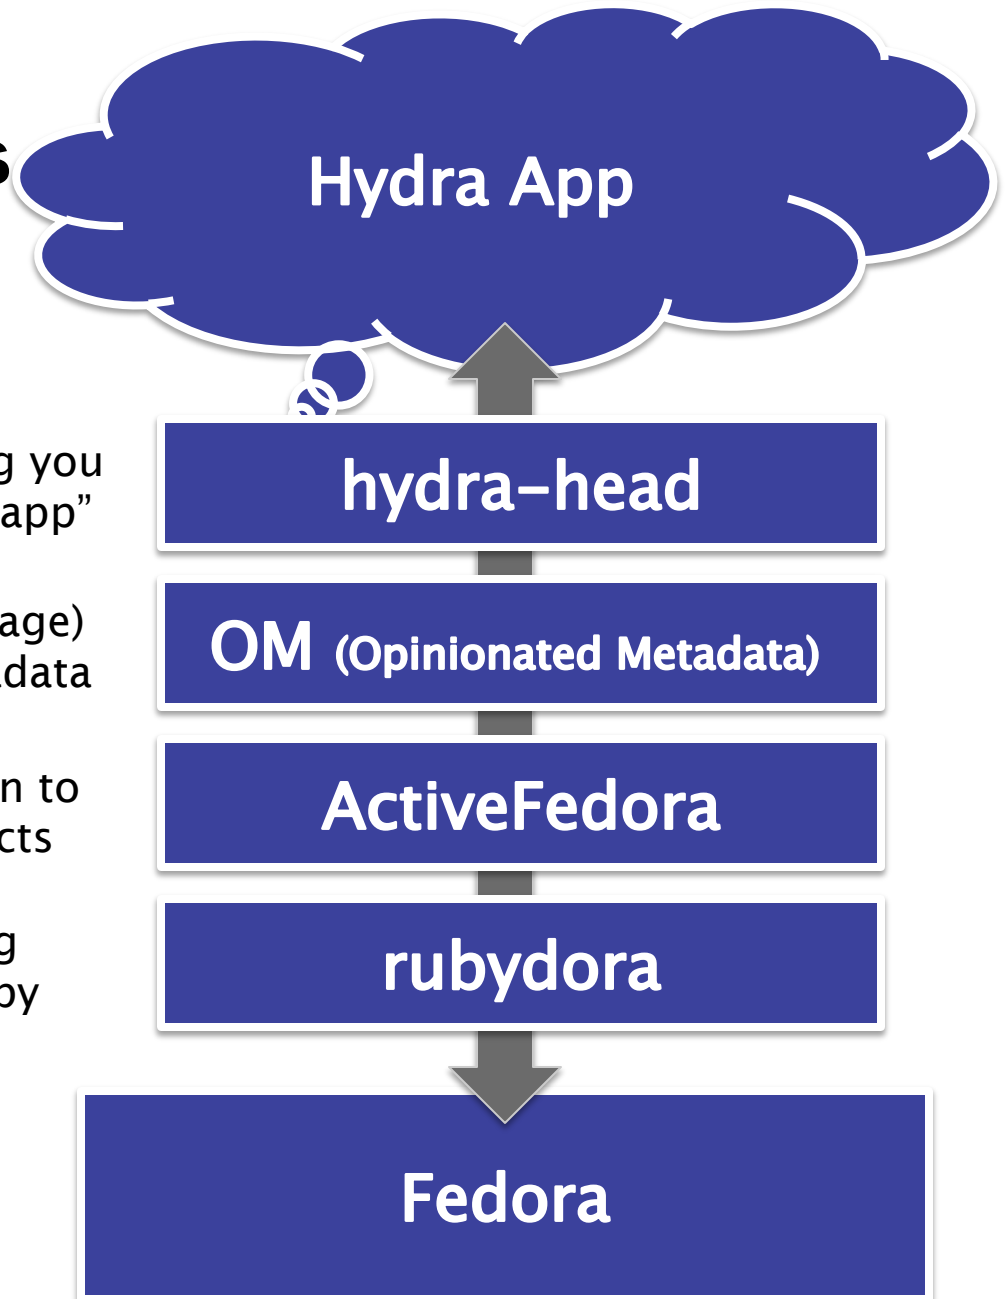 Hydra App
g you
app”
hydra-head
age)
data
OM (Opinionated Metadata)
n to
cts
ActiveFedora
g
by
rubydora
Fedora